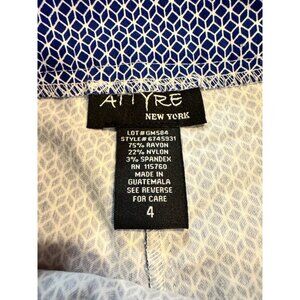 ATTYRE
NEW YORK
LOT# GM584
STYLE# 6745931
75% RAYON
22% NYLON
3% SPANDEX
RN 115760
MADE IN
GUATEMALA
SEE REVERSE
FOR CARE
4